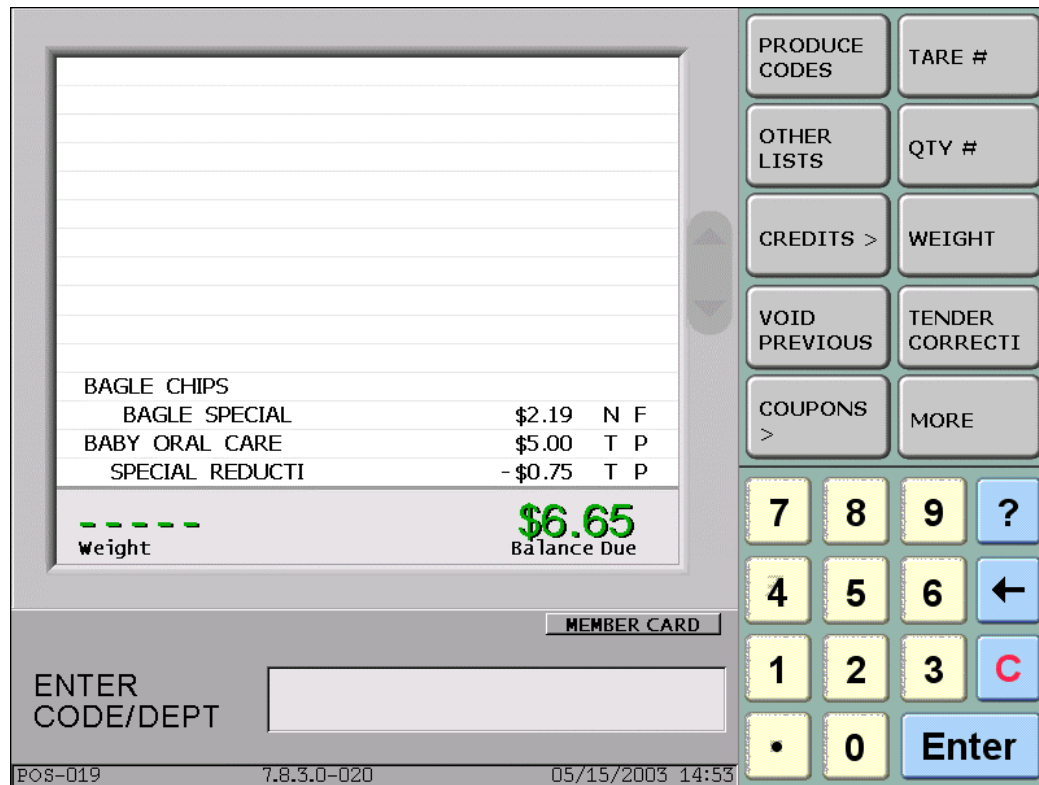 BAGLE CHIPS
BAGLE SPECIAL $2.19 N F
BABY ORAL CARE $5.00 T P
SPECIAL REDUCTI -$0.75 T P
----- $6.65
Weight Balance Due
MEMBER CARD
ENTER
CODE/DEPT
POS-019 7.8.3.0-020 05/15/2003 14:53
PRODUCE
CODES
TARE #
OTHER
LISTS
QTY #
CREDITS >
WEIGHT
VOID
PREVIOUS
TENDER
CORRECTI
COUPONS
>
MORE
7 8 9 ?
4 5 6 ←
1 2 3 C
. 0 Enter